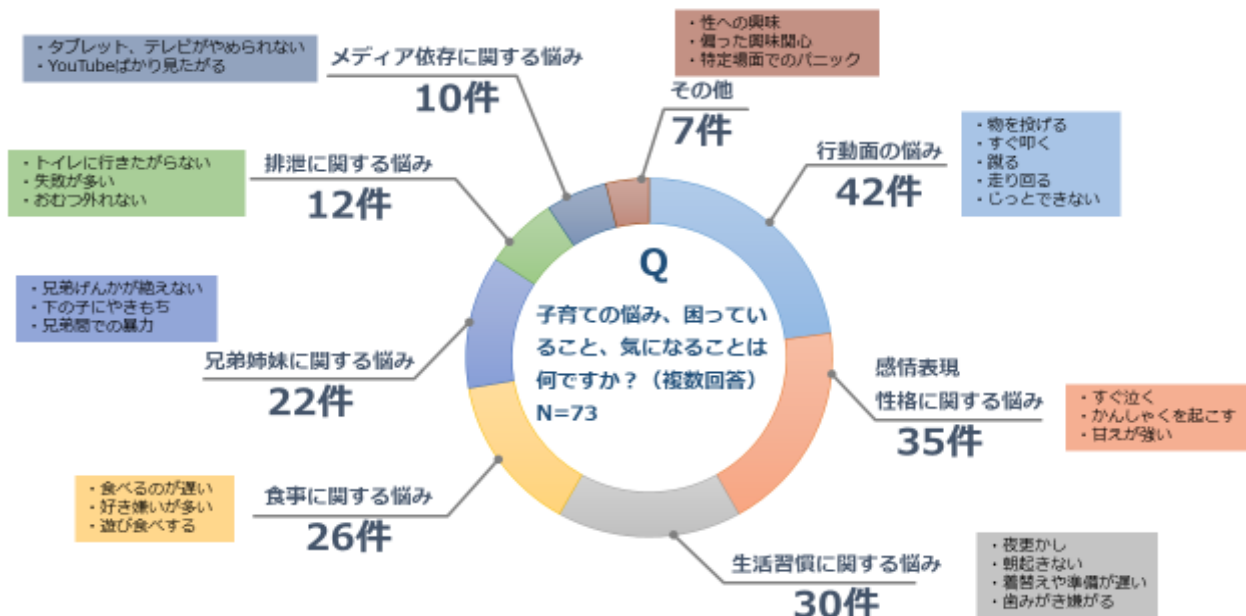 ・タブレット、テレビがやめられない
・YouTubeばかり見たがる
メディア依存に関する悩み
10件
・性への興味
・偏った興味関心
・特定場面でのパニック
その他
7件
・物を投げる
・すぐ叩く
・蹴る
・走り回る
・じっとできない
行動面の悩み
42件
・トイレに行きたがらない
・失敗が多い
・おむつ外れない
排泄に関する悩み
12件
Q
子育ての悩み、困ってい
ること、気になることは
何ですか？（複数回答）
N=73
・兄弟げんかが絶えない
・下の子にやきもち
・兄弟間での暴力
兄弟姉妹に関する悩み
22件
感情表現
性格に関する悩み
35件
・すぐ泣く
・かんしゃくを起こす
・甘えが強い
・食べるのが遅い
・好き嫌いが多い
・遊び食べする
食事に関する悩み
26件
生活習慣に関する悩み
30件
・夜更かし
・朝起きない
・着替えや準備が遅い
・歯みがき嫌がる